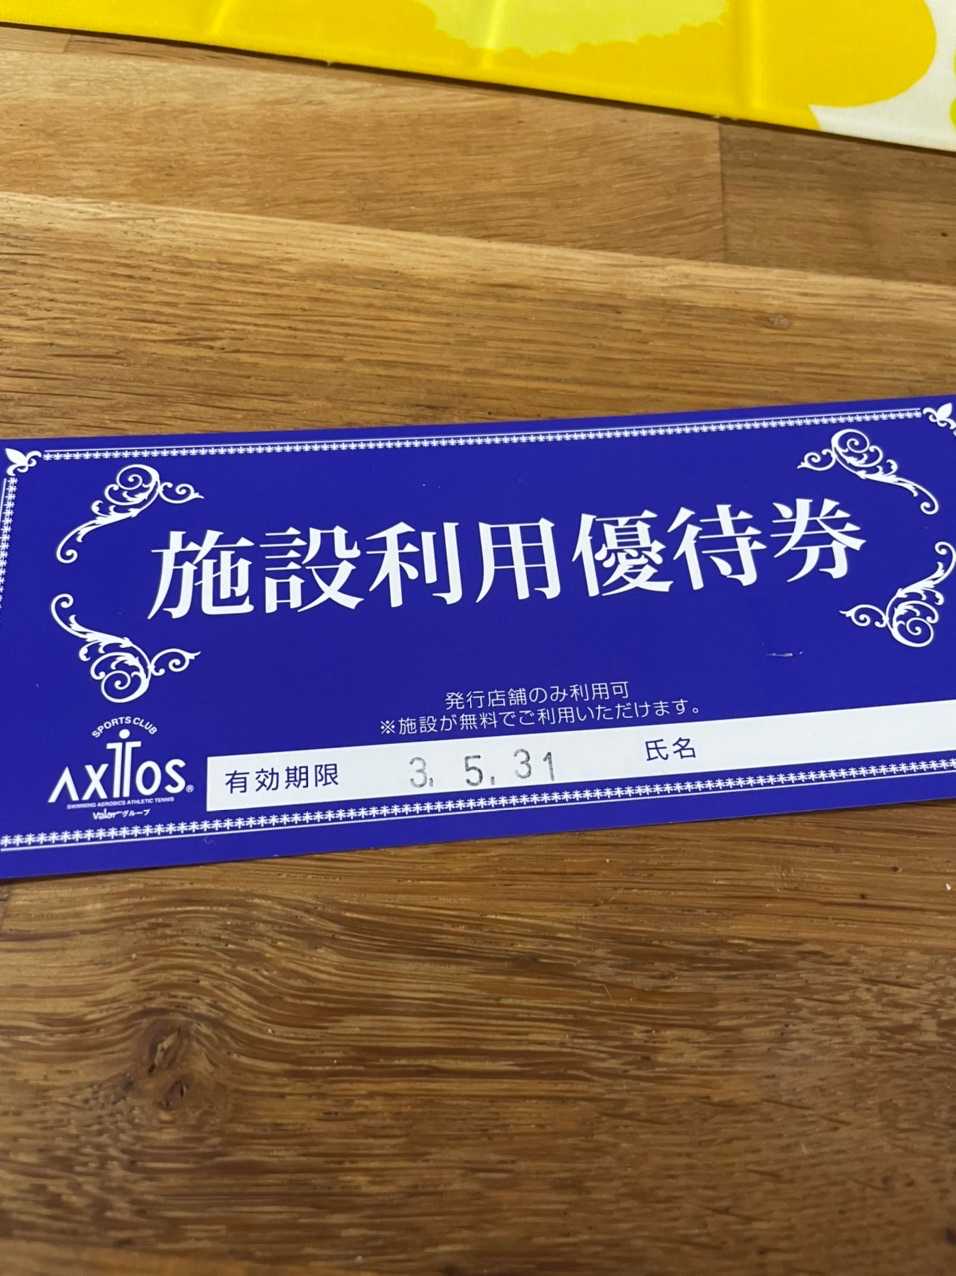 施設利用優待券
発行店舗のみ利用可
※施設が無料でご利用いただけます。
SPORTS CLUB
AXTOS®
SWIMMING AEROBICS ATHLETIC TENNIS
Valorグループ
有効期限 3. 5. 31 氏名